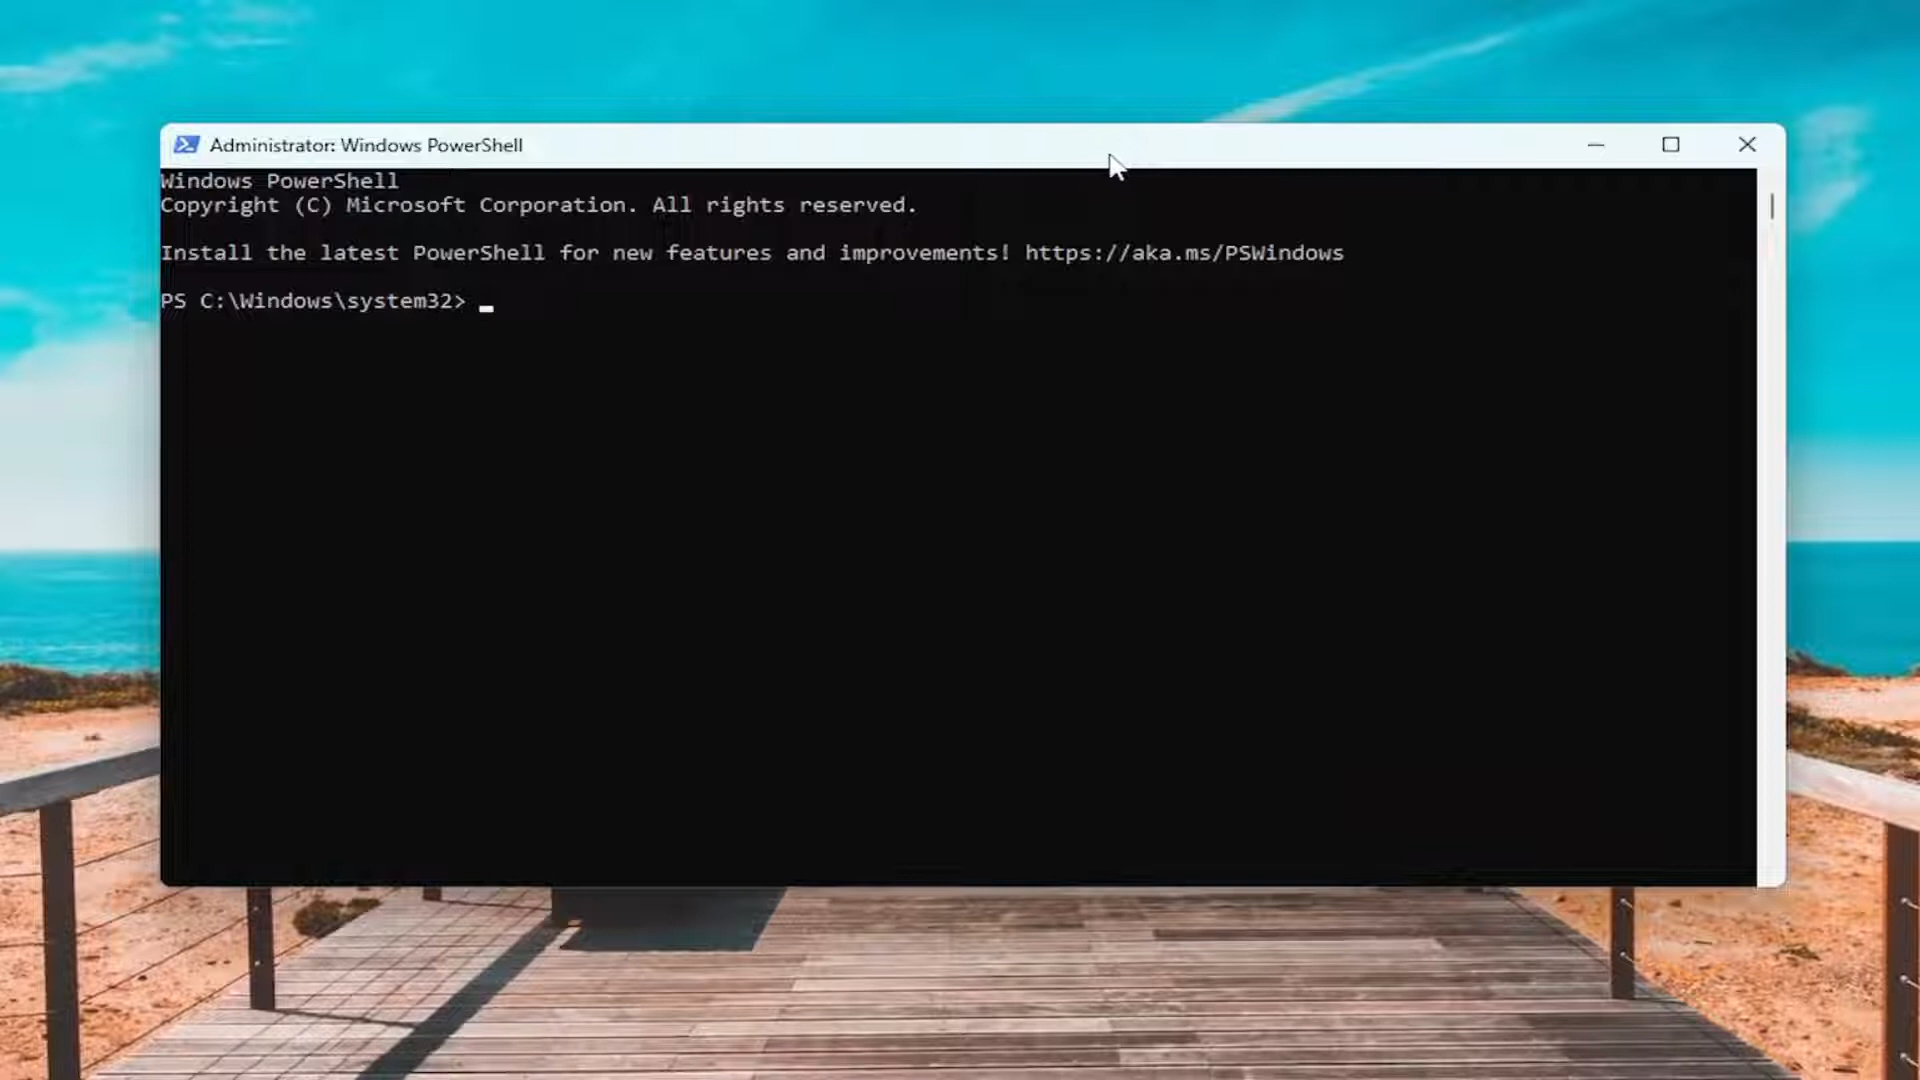 Administrator: Windows PowerShell
Windows PowerShell
Copyright (C) Microsoft Corporation. All rights reserved.
Install the latest PowerShell for new features and improvements! https://aka.ms/PSWindows
PS C:\Windows\system32>